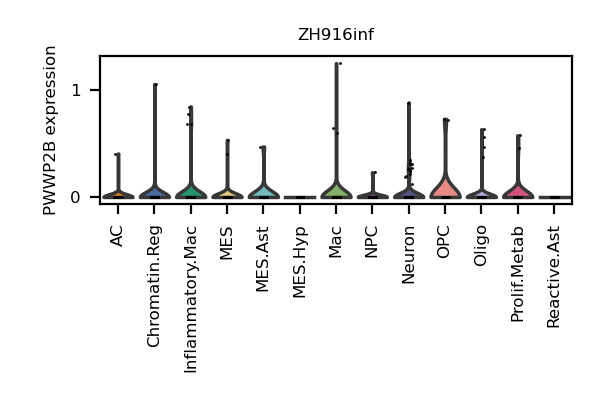 ZH916inf
PWWP2B expression
1
0
AC
Chromatin.Reg
Inflammatory.Mac
MES
MES.Ast
MES.Hyp
Mac
NPC
Neuron
OPC
Oligo
Prolif.Metab
Reactive.Ast